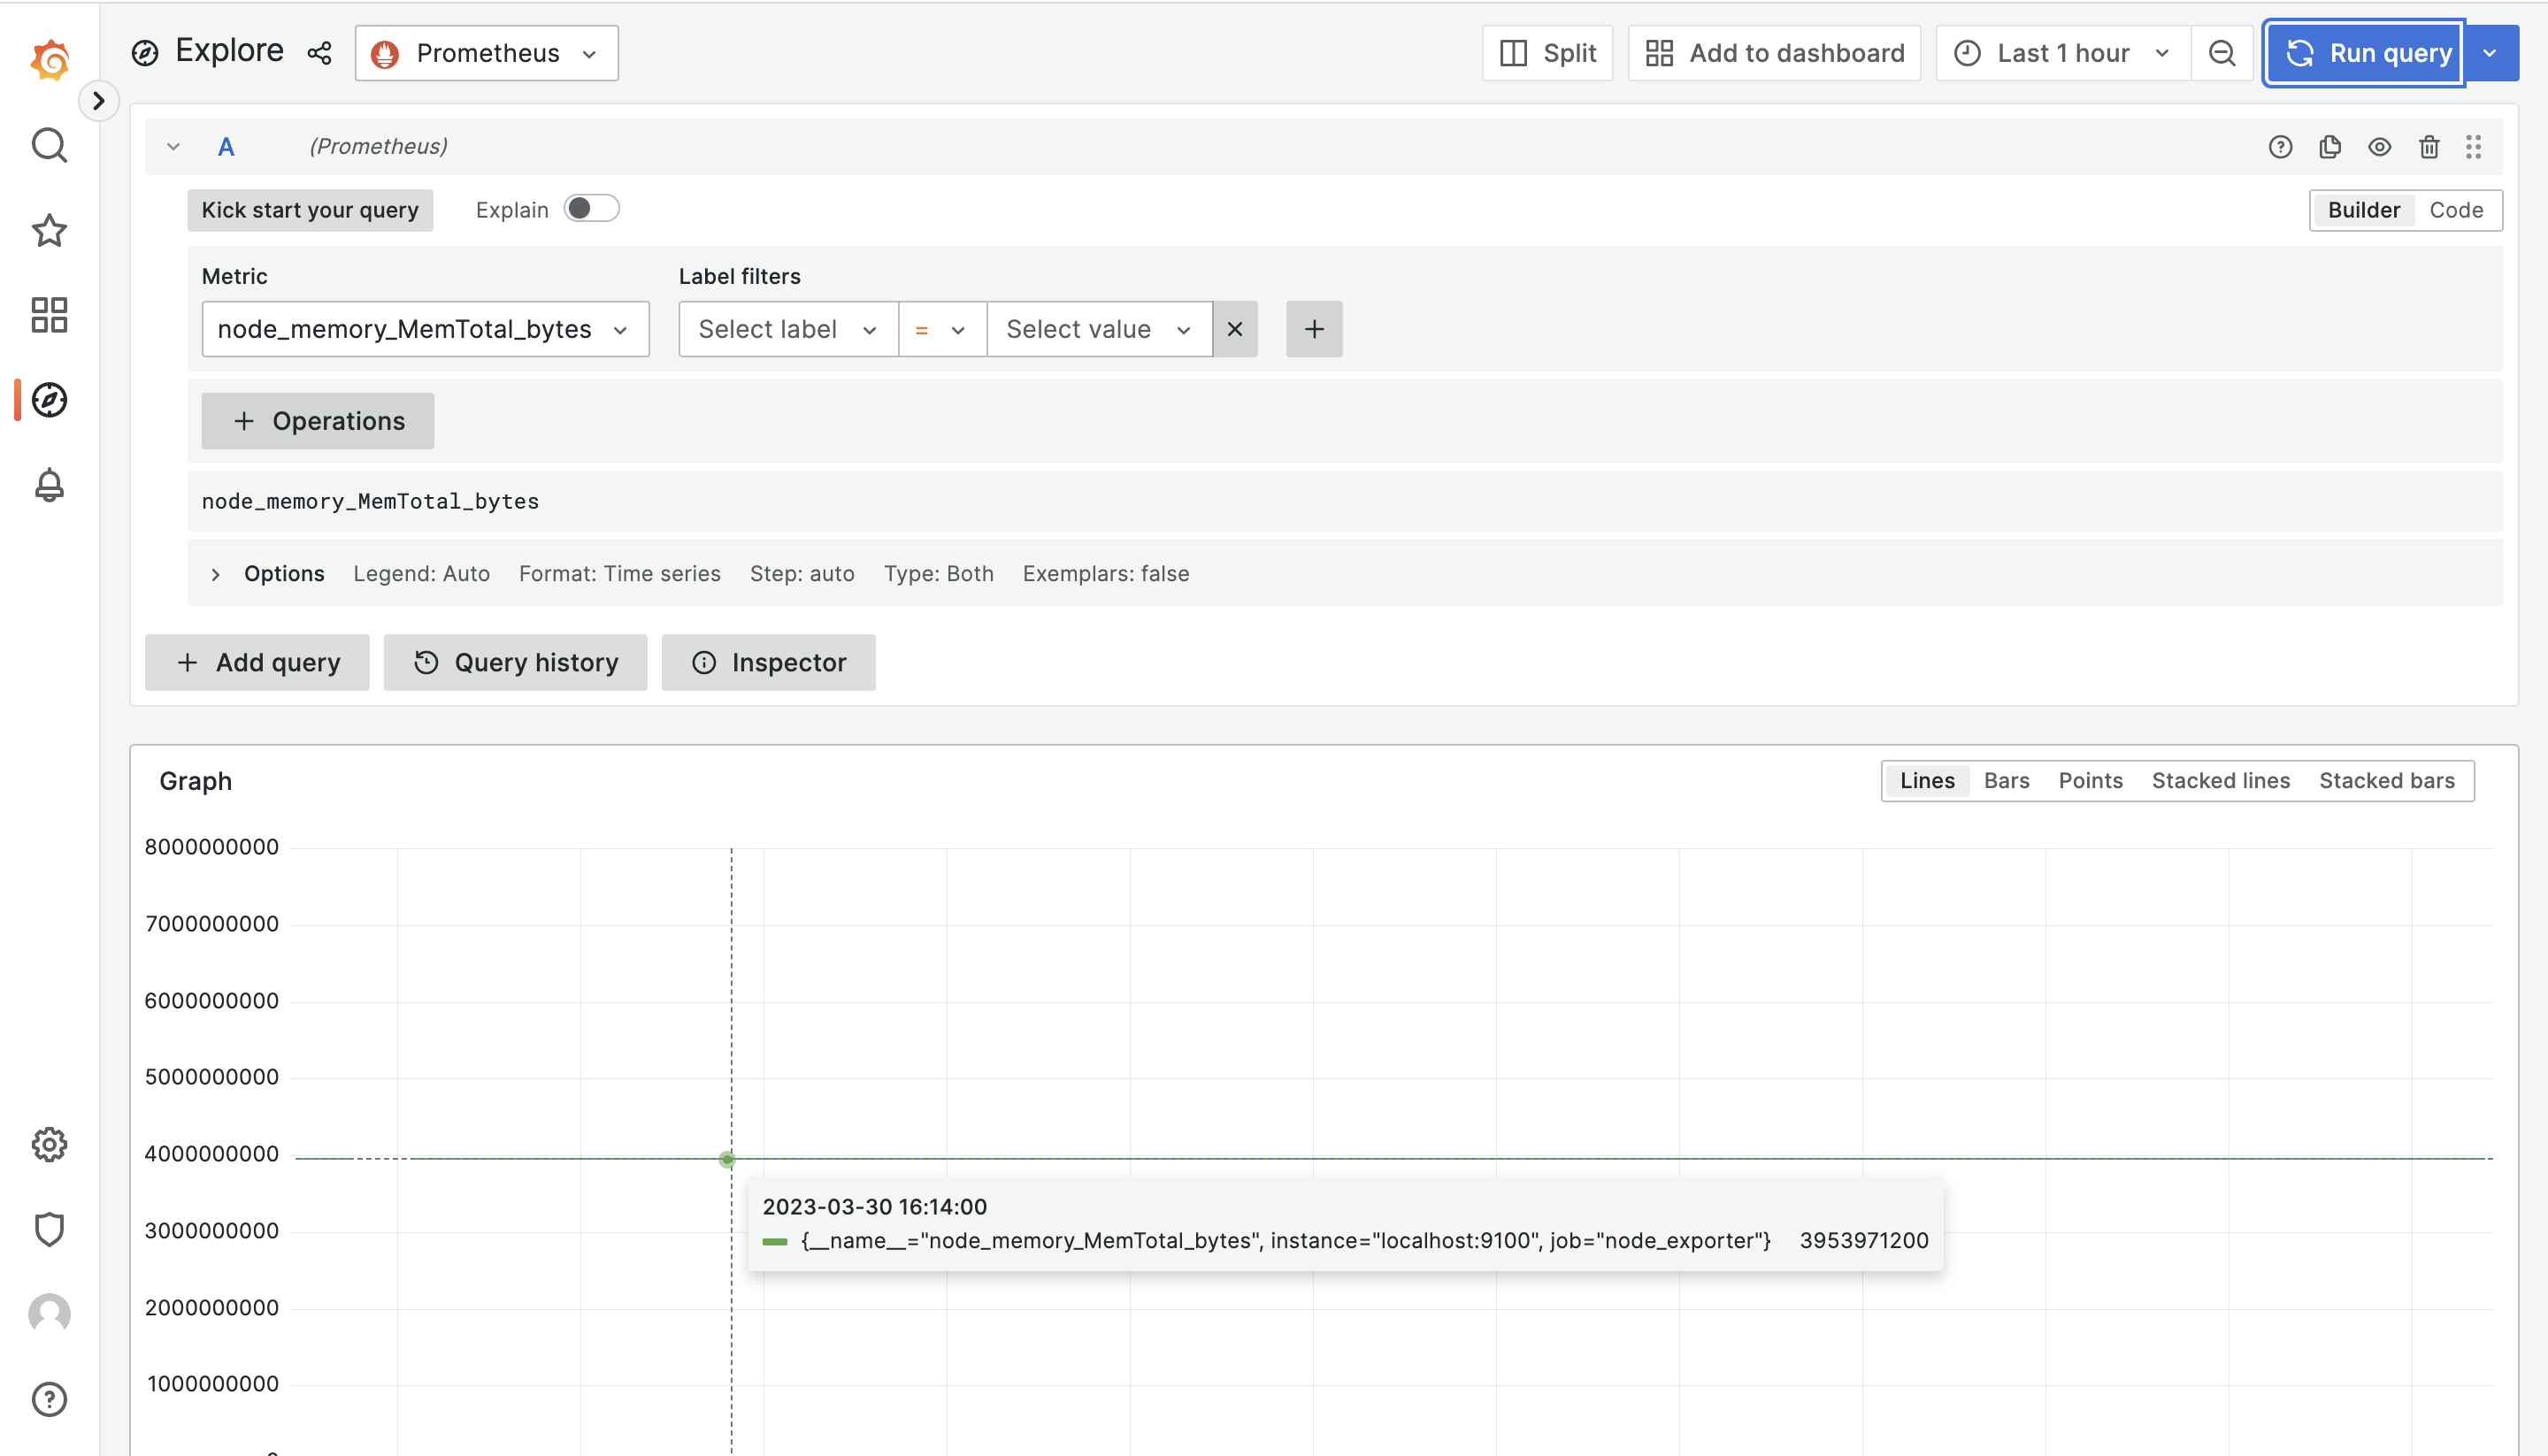 Explore Prometheus Split Add to dashboard Last 1 hour Run query
A (Prometheus)
Kick start your query Explain Builder Code
Metric Label filters
node_memory_MemTotal_bytes Select label = Select value
Operations
node_memory_MemTotal_bytes
Options Legend: Auto Format: Time series Step: auto Type: Both Exemplars: false
Add query Query history Inspector
Graph Lines Bars Points Stacked lines Stacked bars
8000000000
7000000000
6000000000
5000000000
4000000000
2023-03-30 16:14:00
3000000000 {__name__="node_memory_MemTotal_bytes", instance="localhost:9100", job="node_exporter"} 3953971200
2000000000
1000000000